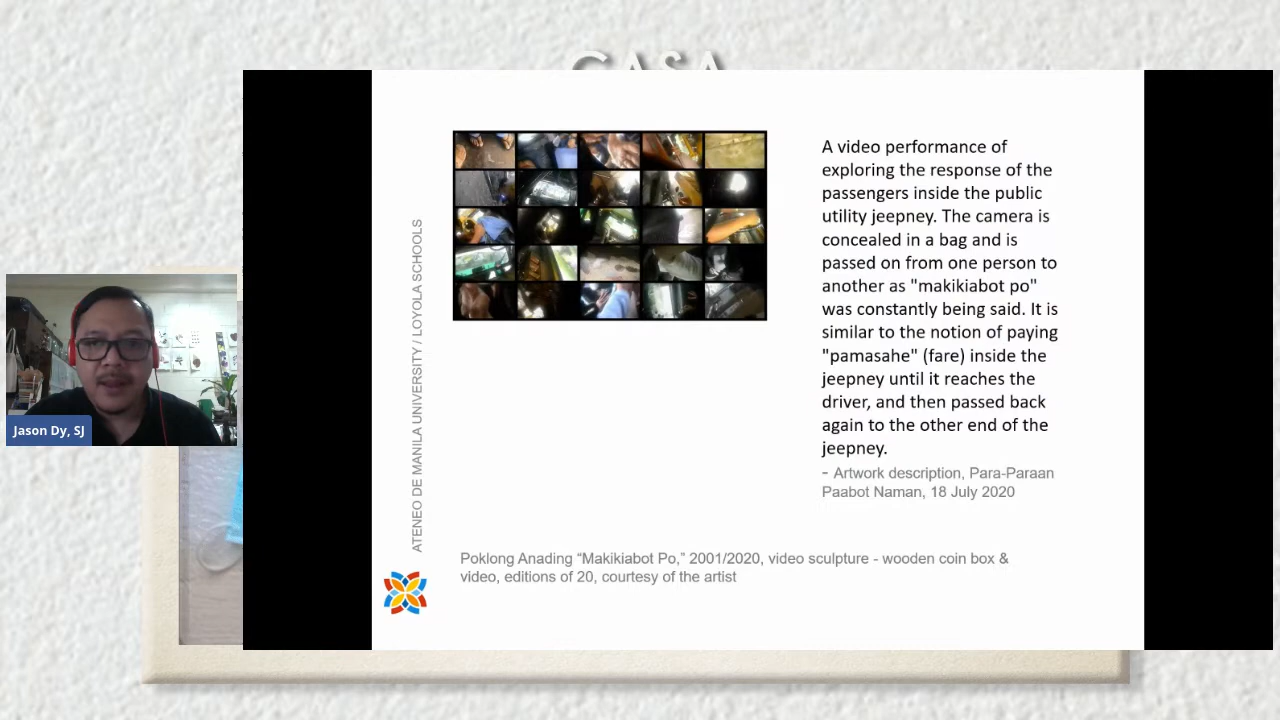 CASA
A video performance of
exploring the response of the
passengers inside the public
utility jeepney. The camera is
concealed in a bag and is
passed on from one person to
another as "makikiabot po"
was constantly being said. It is
similar to the notion of paying
"pamasahe" (fare) inside the
jeepney until it reaches the
driver, and then passed back
again to the other end of the
jeepney.
- Artwork description, Para-Paraan
Paabot Naman, 18 July 2020
ATENEO DE MANILA UNIVERSITY / LOYOLA SCHOOLS
Jason Dy, SJ
Poklong Anading “Makikiabot Po,” 2001/2020, video sculpture - wooden coin box &
video, editions of 20, courtesy of the artist